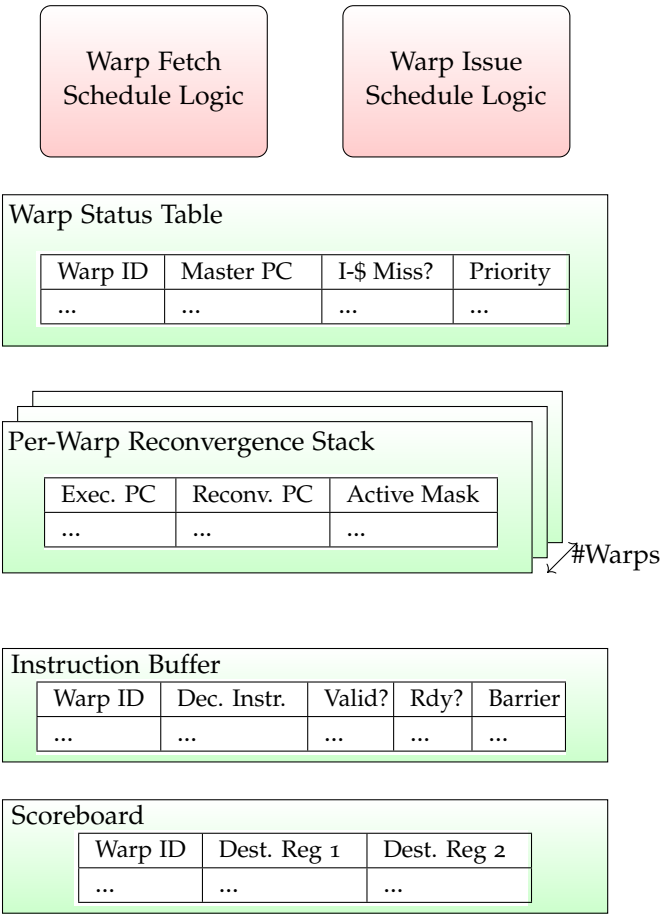 Warp Fetch
Schedule Logic
Warp Issue
Schedule Logic
Warp Status Table
Warp ID Master PC I-$ Miss? Priority
... ... ... ...
Per-Warp Reconvergence Stack
Exec. PC Reconv. PC Active Mask
... ... ...
#Warps
Instruction Buffer
Warp ID Dec. Instr. Valid? Rdy? Barrier
... ... ... ... ...
Scoreboard
Warp ID Dest. Reg 1 Dest. Reg 2
... ... ...